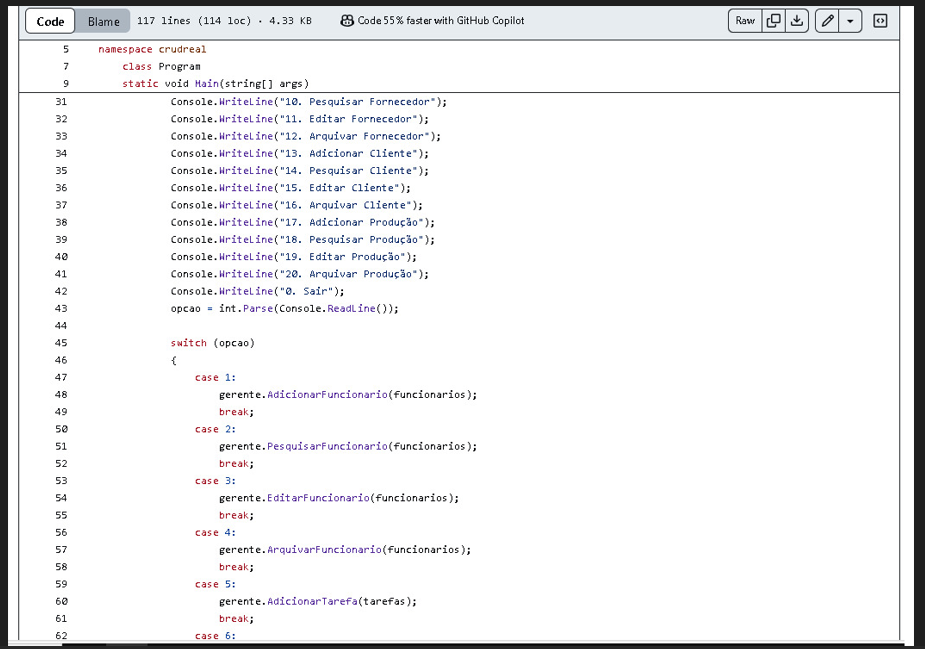 Code Blame 117 lines (114 loc) · 4.33 KB Code 55% faster with GitHub Copilot Raw
5 namespace crudreal
7 class Program
9 static void Main(string[] args)
31 Console.WriteLine("10. Pesquisar Fornecedor");
32 Console.WriteLine("11. Editar Fornecedor");
33 Console.WriteLine("12. Arquivar Fornecedor");
34 Console.WriteLine("13. Adicionar Cliente");
35 Console.WriteLine("14. Pesquisar Cliente");
36 Console.WriteLine("15. Editar Cliente");
37 Console.WriteLine("16. Arquivar Cliente");
38 Console.WriteLine("17. Adicionar Produção");
39 Console.WriteLine("18. Pesquisar Produção");
40 Console.WriteLine("19. Editar Produção");
41 Console.WriteLine("20. Arquivar Produção");
42 Console.WriteLine("0. Sair");
43 opcao = int.Parse(Console.ReadLine());
44
45 switch (opcao)
46 {
47 case 1:
48 gerente.AdicionarFuncionario(funcionarios);
49 break;
50 case 2:
51 gerente.PesquisarFuncionario(funcionarios);
52 break;
53 case 3:
54 gerente.EditarFuncionario(funcionarios);
55 break;
56 case 4:
57 gerente.ArquivarFuncionario(funcionarios);
58 break;
59 case 5:
60 gerente.AdicionarTarefa(tarefas);
61 break;
62 case 6: